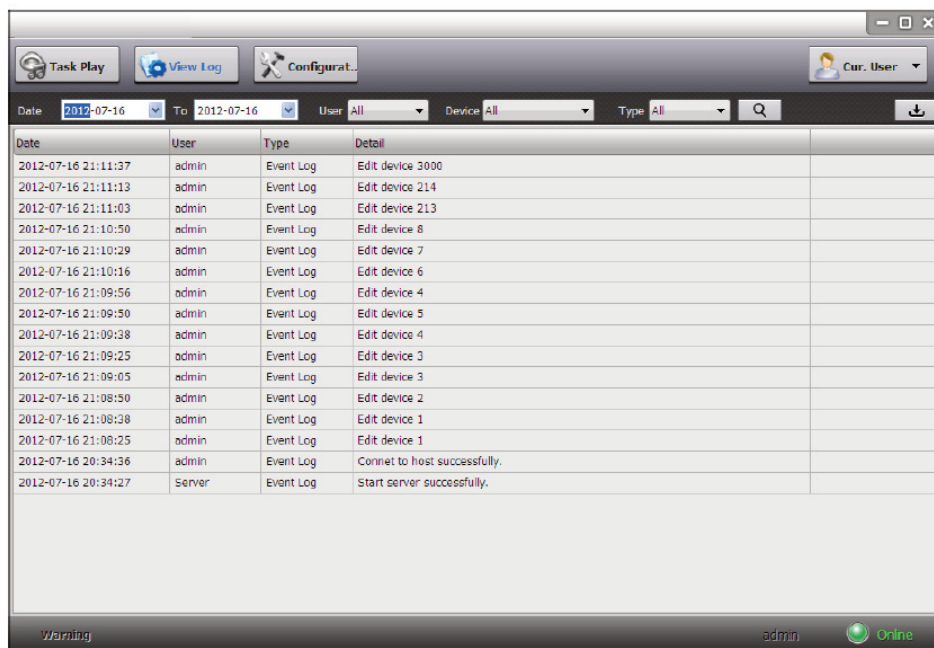 Task Play View Log Configurat.. Cur. User
Date 2012-07-16 To 2012-07-16 User All Device All Type All
Date User Type Detail
2012-07-16 21:11:37 admin Event Log Edit device 3000
2012-07-16 21:11:13 admin Event Log Edit device 214
2012-07-16 21:11:03 admin Event Log Edit device 213
2012-07-16 21:10:50 admin Event Log Edit device 8
2012-07-16 21:10:29 admin Event Log Edit device 7
2012-07-16 21:10:16 admin Event Log Edit device 6
2012-07-16 21:09:56 admin Event Log Edit device 4
2012-07-16 21:09:50 admin Event Log Edit device 5
2012-07-16 21:09:38 admin Event Log Edit device 4
2012-07-16 21:09:25 admin Event Log Edit device 3
2012-07-16 21:09:05 admin Event Log Edit device 3
2012-07-16 21:08:50 admin Event Log Edit device 2
2012-07-16 21:08:38 admin Event Log Edit device 1
2012-07-16 21:08:25 admin Event Log Edit device 1
2012-07-16 20:34:36 admin Event Log Connet to host successfully.
2012-07-16 20:34:27 Server Event Log Start server successfully.
Warning admin Online